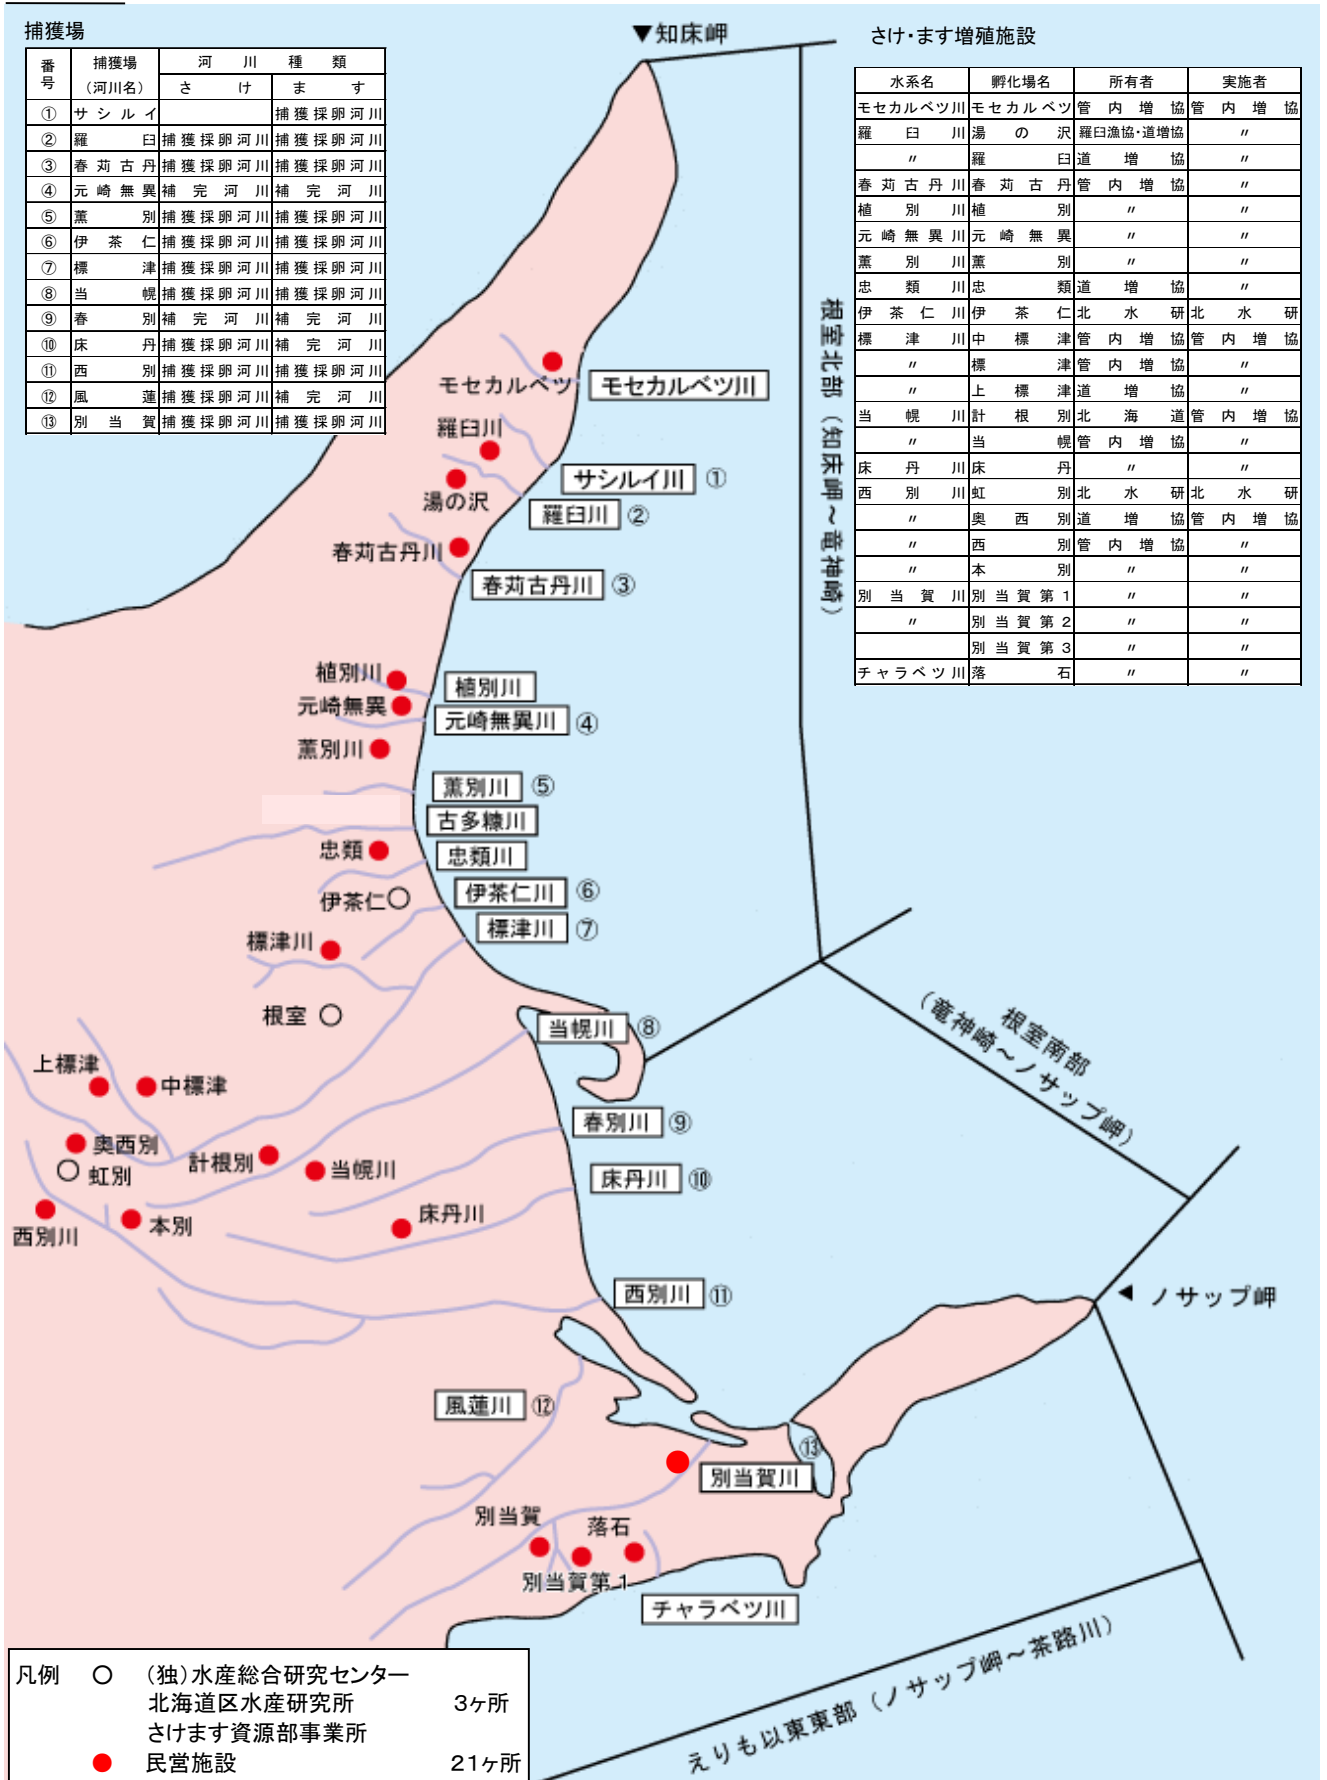 捕獲場
番号 捕獲場（河川名） 河川種類
さけ ます
① サシルイ 捕獲採卵河川
② 羅臼 捕獲採卵河川 捕獲採卵河川
③ 春苅古丹 捕獲採卵河川 捕獲採卵河川
④ 元崎無異 補完河川 補完河川
⑤ 薫別 捕獲採卵河川 捕獲採卵河川
⑥ 伊茶仁 捕獲採卵河川 捕獲採卵河川
⑦ 標津 捕獲採卵河川 捕獲採卵河川
⑧ 当幌 捕獲採卵河川 捕獲採卵河川
⑨ 春別 補完河川 補完河川
⑩ 床丹 捕獲採卵河川 補完河川
⑪ 西別 捕獲採卵河川 捕獲採卵河川
⑫ 風蓮 捕獲採卵河川 補完河川
⑬ 別当賀 捕獲採卵河川 捕獲採卵河川
▼知床岬
さけ・ます増殖施設
水系名 孵化場名 所有者 実施者
モセカルベツ川 モセカルベツ 管内増協 管内増協
羅臼川 湯の沢 羅臼漁協・道増協 〃
〃 羅臼 道増協 〃
春苅古丹川 春苅古丹 管内増協 〃
植別川 植別 〃 〃
元崎無異川 元崎無異 〃 〃
薫別川 薫別 〃 〃
忠類川 忠類 道増協 〃
伊茶仁川 伊茶仁 北水研 北水研
標津川 中標津 管内増協 管内増協
〃 標津 管内増協 〃
〃 上標津 道増協 〃
当幌川 計根別 北海道 管内増協
〃 当幌 管内増協 〃
床丹川 床丹 〃 〃
西別川 虹別 北水研 北水研
〃 奥西別 道増協 管内増協
〃 西別 管内増協 〃
〃 本別 〃 〃
別当賀川 別当賀第1 〃 〃
〃 別当賀第2 〃 〃
別当賀第3 〃 〃
チャラベツ川 落石 〃 〃
根室北部（知床岬～竜神崎）
モセカルベツ
モセカルベツ川
羅臼川
サシルイ川 ①
湯の沢
羅臼川 ②
春苅古丹川
春苅古丹川 ③
植別川
植別川
元崎無異
元崎無異川 ④
薫別川
薫別川 ⑤
古多糠川
忠類
忠類川
伊茶仁
伊茶仁川 ⑥
標津川
標津川 ⑦
根室
当幌川 ⑧
根室南部
（竜神崎～ノサップ岬）
上標津
中標津
春別川 ⑨
奥西別
虹別
計根別
当幌川
床丹川 ⑩
西別川
本別
床丹川
西別川 ⑪
◀ ノサップ岬
風蓮川 ⑫
⑬
別当賀川
別当賀
落石
別当賀第1
チャラベツ川
えりも以東東部（ノサップ岬～茶路川）
凡例 ○ （独）水産総合研究センター
北海道区水産研究所 3ヶ所
さけます資源部事業所
● 民営施設 21ヶ所